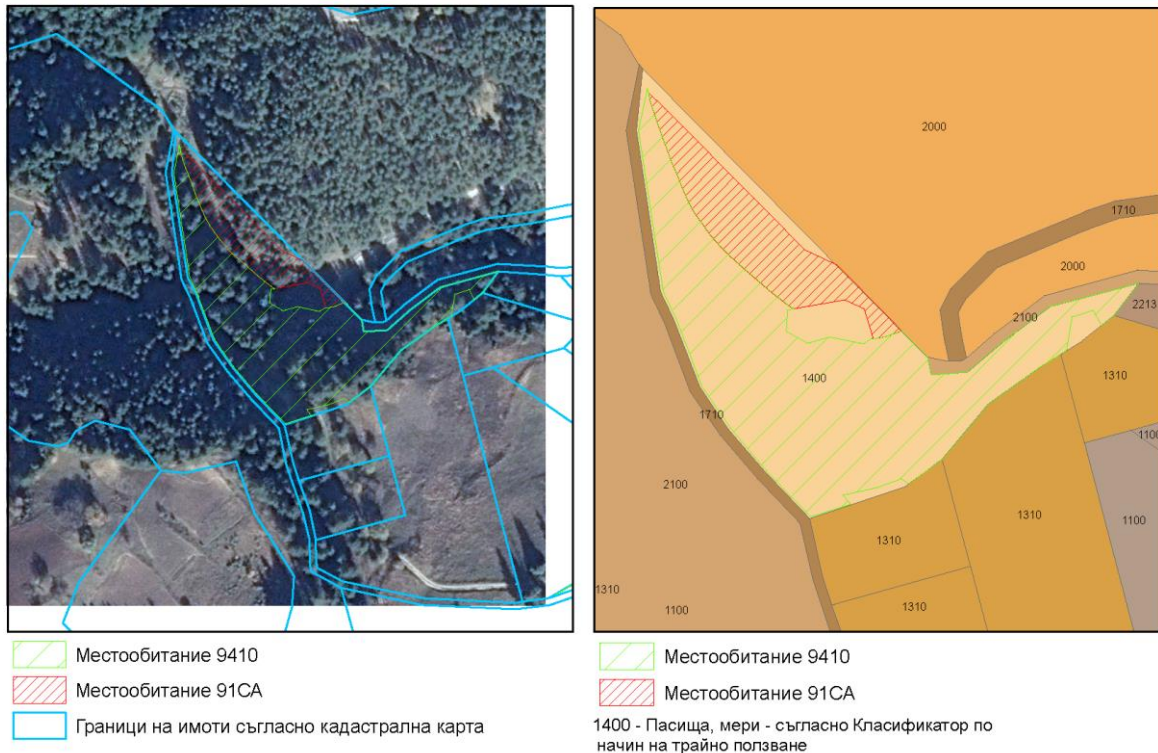 2000
1710
2000
2100
2213
1310
1400
1100
1710
2100
1310
1310
1100
1310
1100
1310
Местообитание 9410
Местообитание 91СА
Граници на имоти съгласно кадастрална карта
Местообитание 9410
Местообитание 91СА
1400 - Пасища, мери - съгласно Класификатор по
начин на трайно ползване